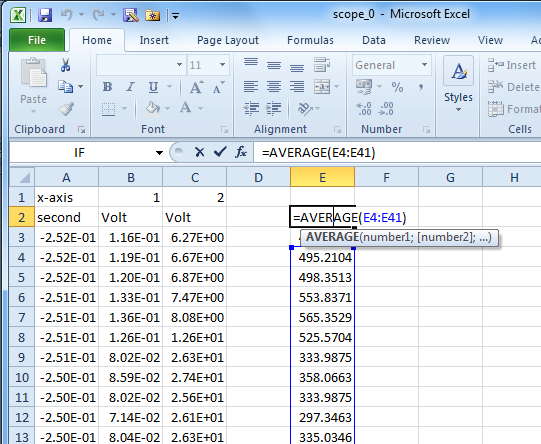 scope_0 - Microsoft Excel
File Home Insert Page Layout Formulas Data Review
Paste
11
A A
B I U
A
%
,
Styles
Insert
Delete
Format
Clipboard Font Alignment Number Cells
IF fx =AVERAGE(E4:E41)
A B C D E F G H
1 x-axis 1 2
2 second Volt Volt =AVERAGE(E4:E41)
AVERAGE(number1; [number2]; ...)
3 -2.52E-01 1.16E-01 6.27E+00
4 -2.52E-01 1.19E-01 6.67E+00 495.2104
5 -2.52E-01 1.20E-01 6.87E+00 498.3513
6 -2.51E-01 1.33E-01 7.47E+00 553.8371
7 -2.51E-01 1.36E-01 8.08E+00 565.3529
8 -2.51E-01 1.26E-01 1.26E+01 525.5704
9 -2.50E-01 8.02E-02 2.63E+01 333.9875
10 -2.50E-01 8.59E-02 2.74E+01 358.0663
11 -2.50E-01 8.02E-02 2.56E+01 333.9875
12 -2.50E-01 7.14E-02 2.61E+01 297.3463
13 -2.50E-01 8.04E-02 2.63E+01 335.0346